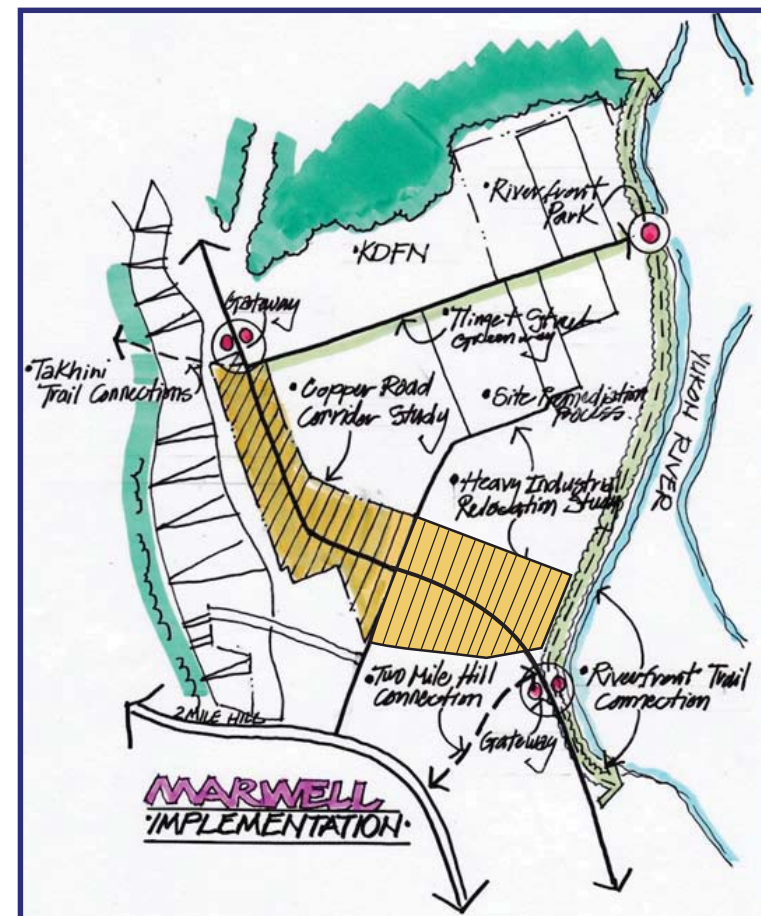 •Riverfront
Park
•KDFN
Gateway
•Tlingit Street
Greenway
•Takhini
Trail Connections
•Copper Road
Corridor Study
•Site Remediation
Process.
•Heavy Industrial
Relocation Study
YUKON RIVER
•Two Mile Hill
Connection
•Riverfront Trail
Connection
2 MILE HILL
Gateway
MARWELL
•IMPLEMENTATION•